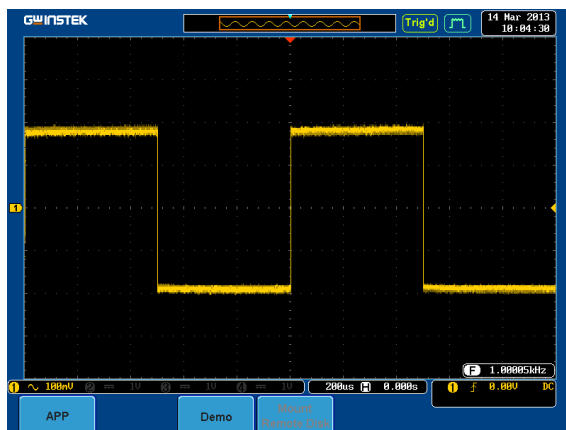 GWINSTEK
Trig'd
14 Mar 2013
10:04:30
1
F 1.00005kHz
1 100mV 2 1V 3 1V 4 1V
200us H 0.000s
1 0.00V DC
APP
Demo